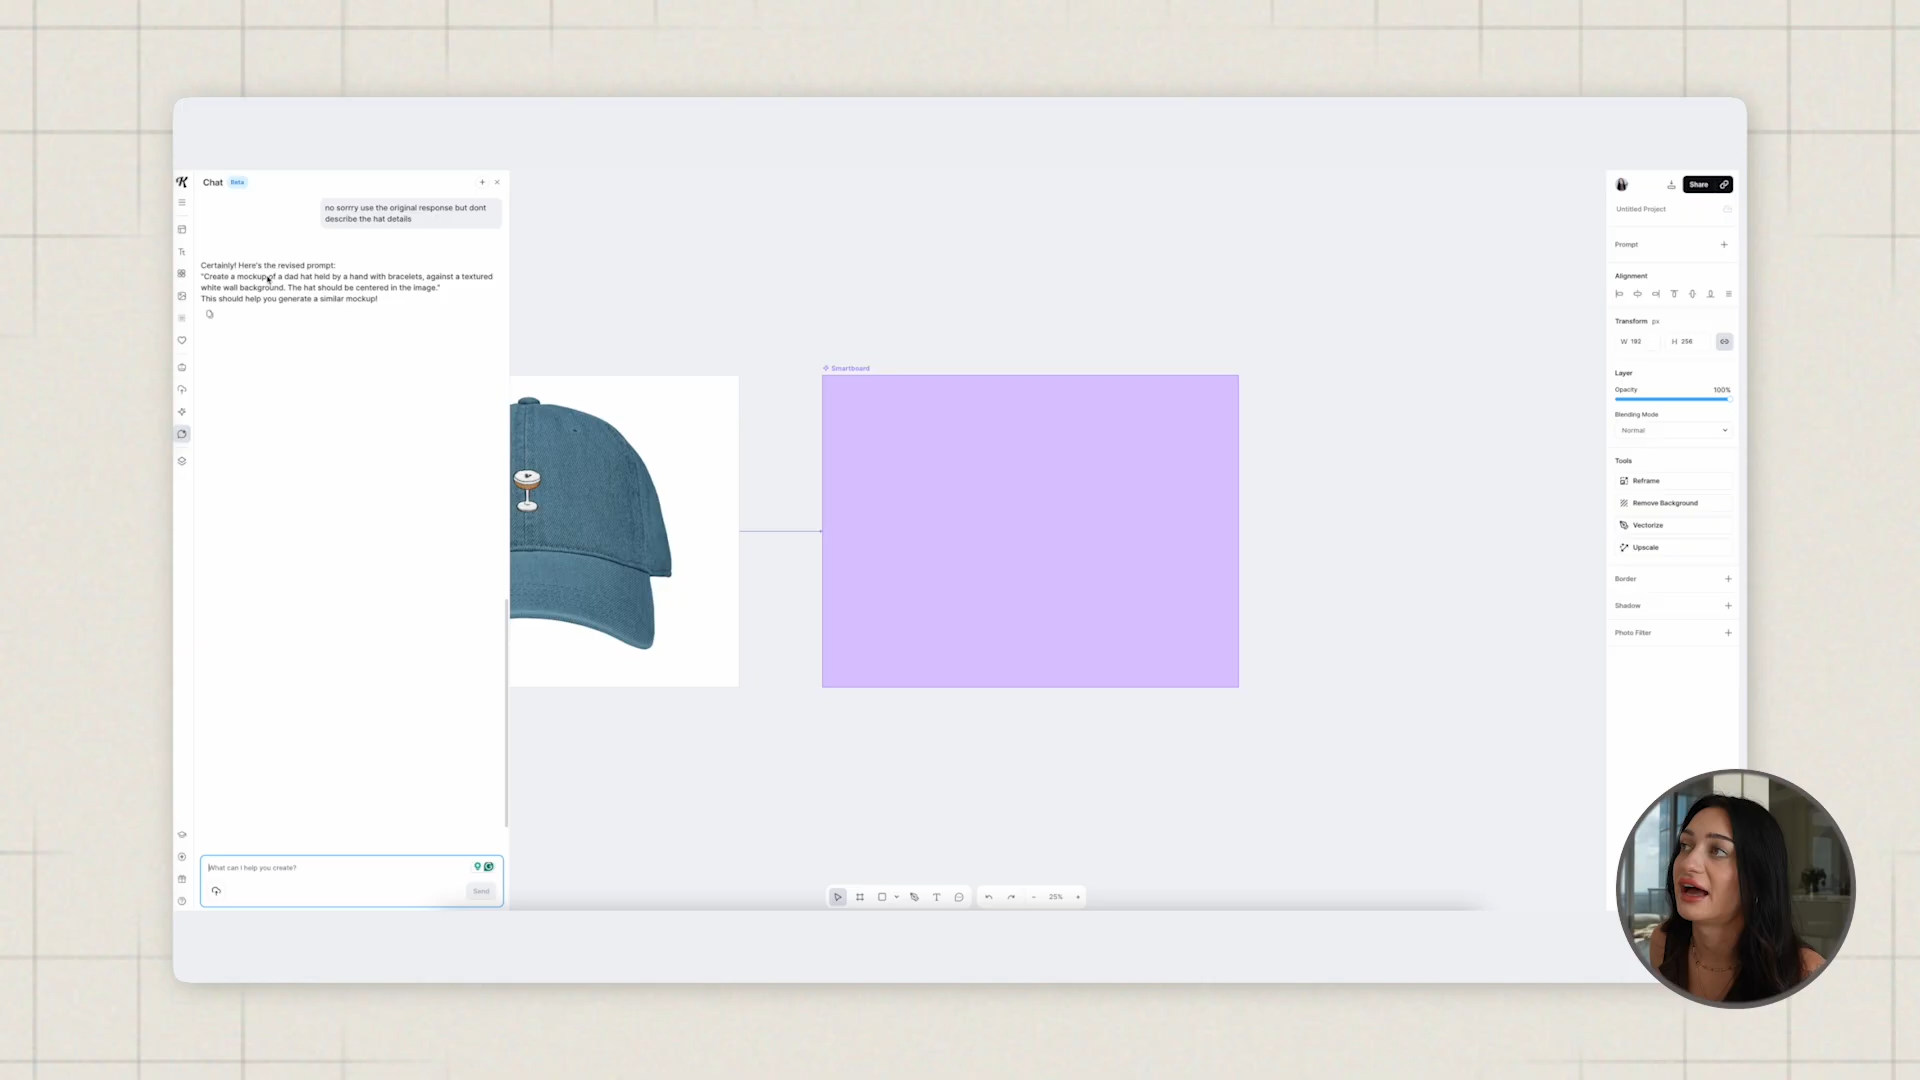 K
Chat Beta
no sorrry use the original response but dont
describe the hat details
Certainly! Here's the revised prompt:
"Create a mockup of a dad hat held by a hand with bracelets, against a textured
white wall background. The hat should be centered in the image."
This should help you generate a similar mockup!
What can I help you create?
Send
Smartboard
25%
Share
Untitled Project
Prompt
Alignment
Transform px
W 192 H 256
Layer
Opacity 100%
Blending Mode
Normal
Tools
Reframe
Remove Background
Vectorize
Upscale
Border
Shadow
Photo Filter